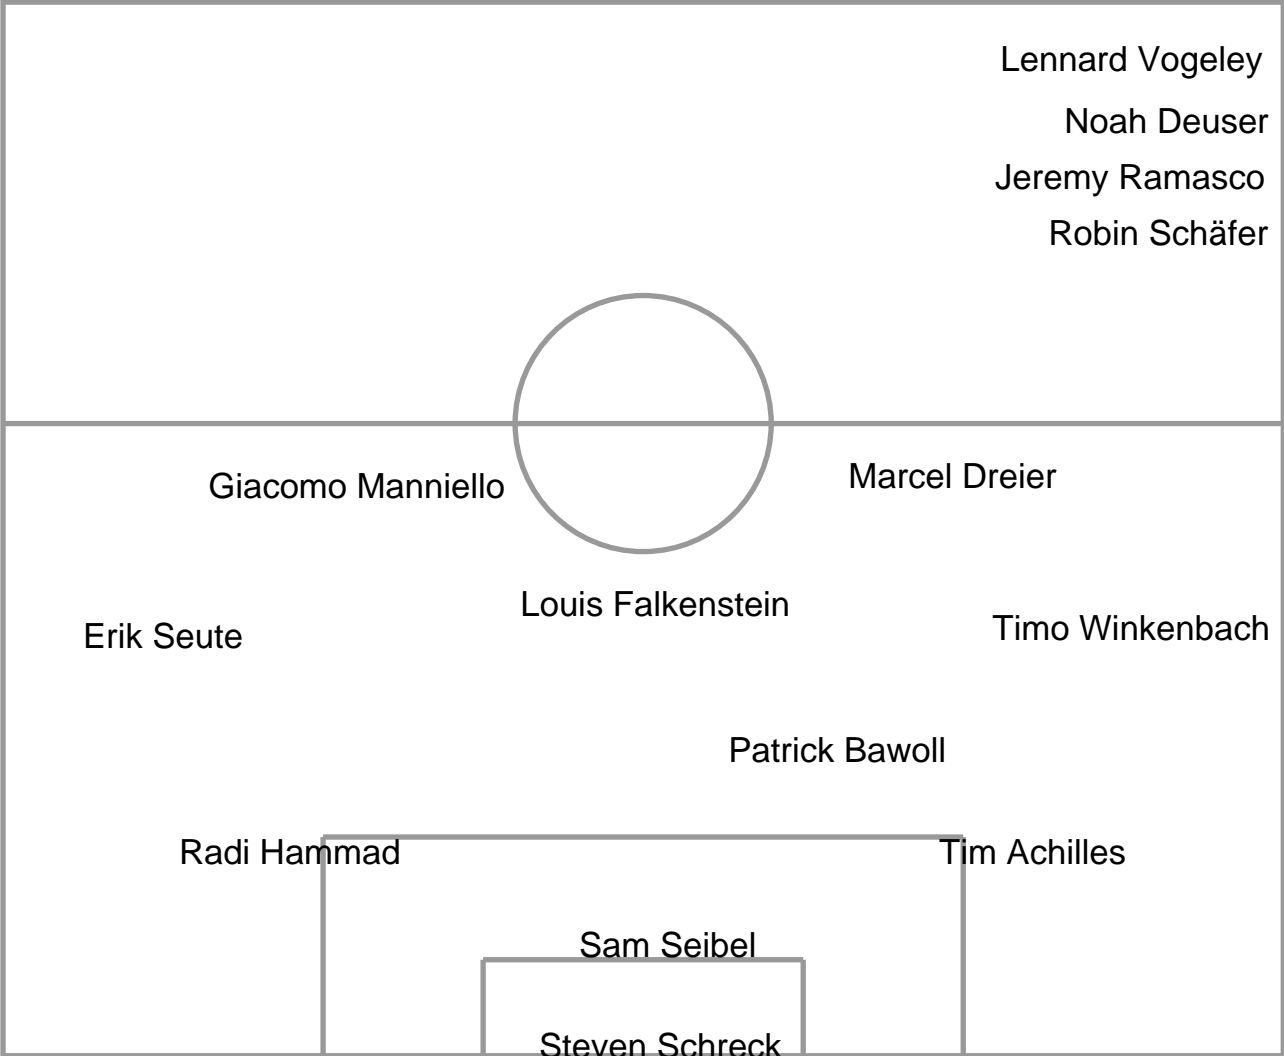 Lennard Vogeley
Noah Deuser
Jeremy Ramasco
Robin Schäfer
Giacomo Manniello
Marcel Dreier
Louis Falkenstein
Erik Seute
Timo Winkenbach
Patrick Bawoll
Radi Hammad
Tim Achilles
Sam Seibel
Steven Schreck